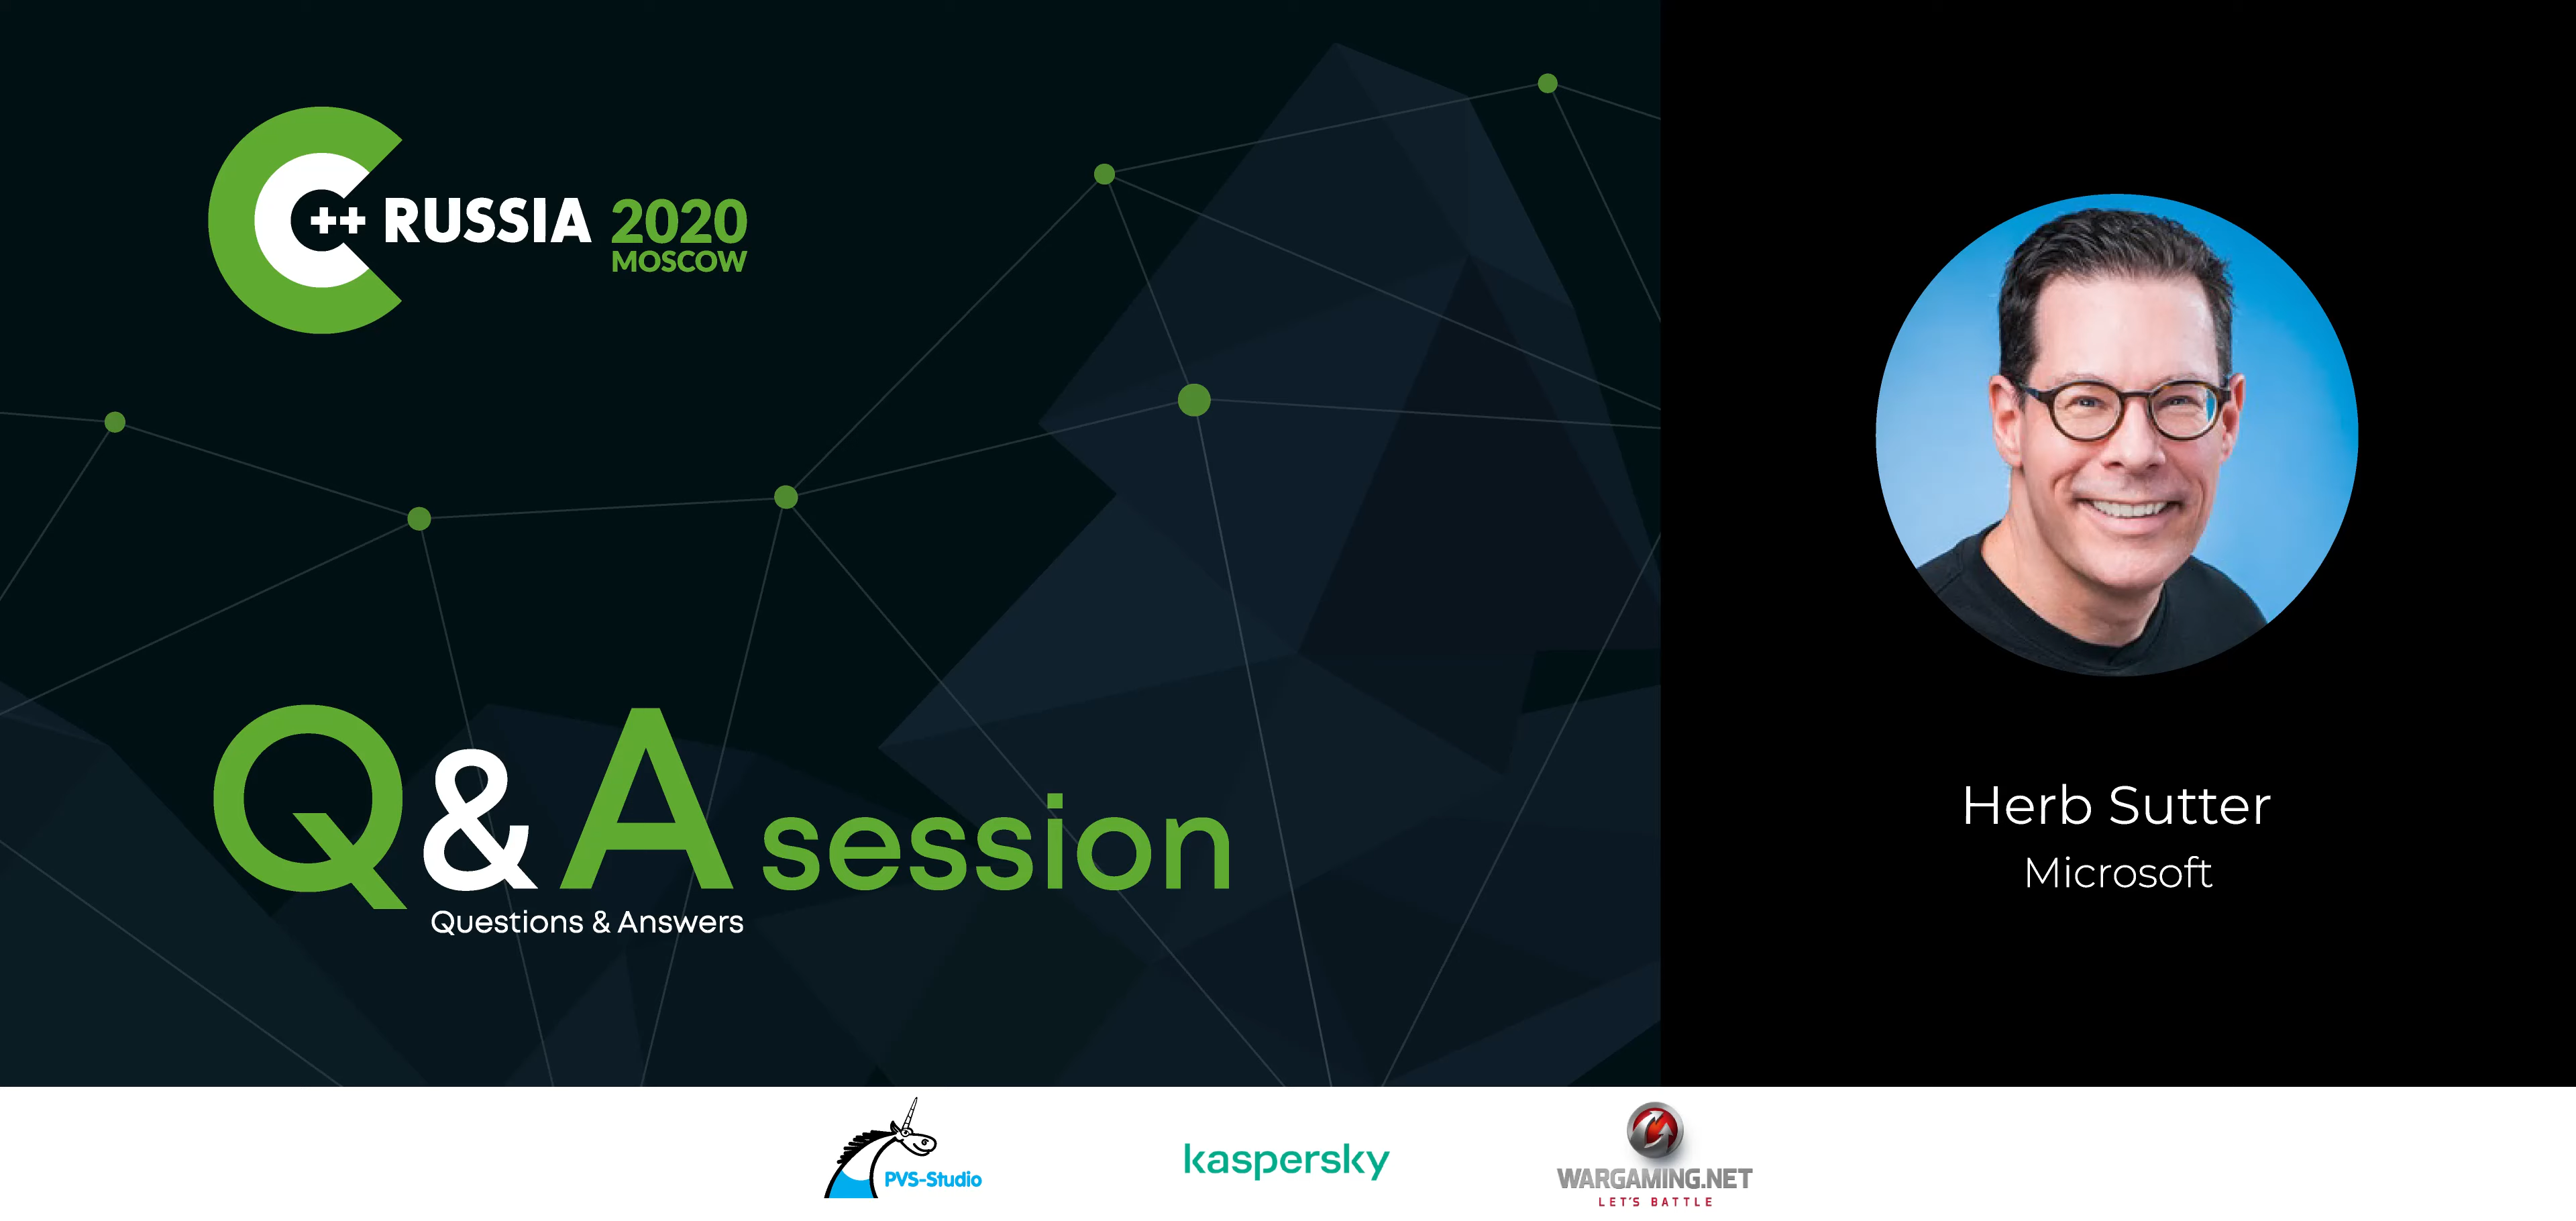 C++ RUSSIA 2020
MOSCOW
Q&A session
Questions & Answers
Herb Sutter
Microsoft
PVS-Studio
kaspersky
WARGAMING.NET
LET'S BATTLE